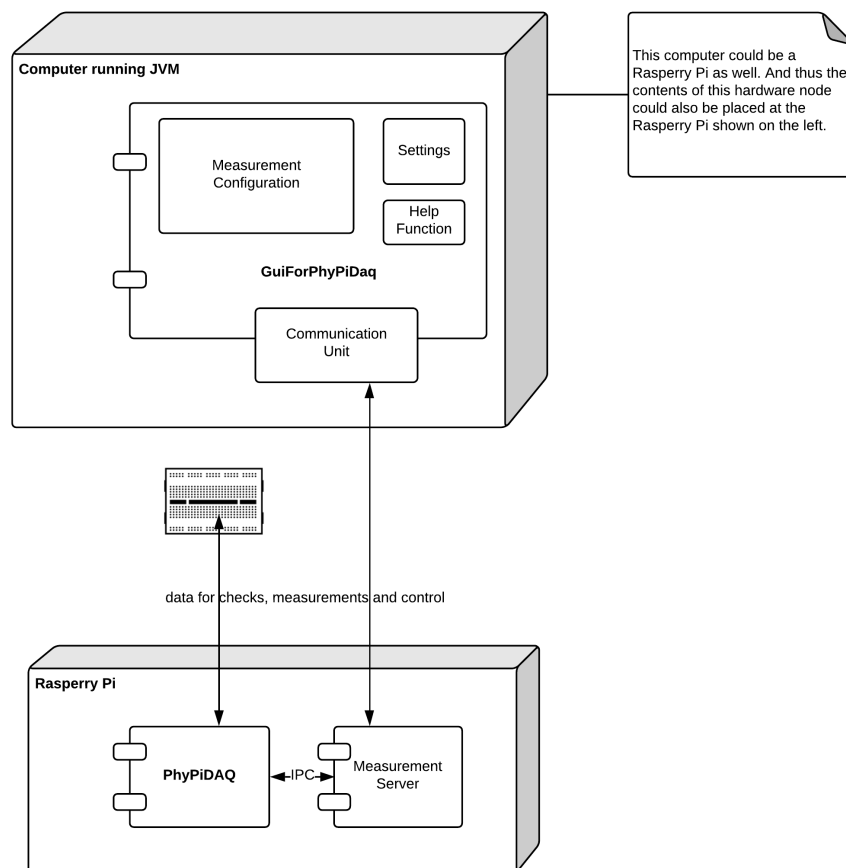 Computer running JVM
Measurement
Configuration
Settings
Help
Function
GuiForPhyPiDaq
Communication
Unit
This computer could be a
Rasperry Pi as well. And thus the
contents of this hardware node
could also be placed at the
Rasperry Pi shown on the left.
data for checks, measurements and control
Rasperry Pi
PhyPiDAQ
IPC
Measurement
Server